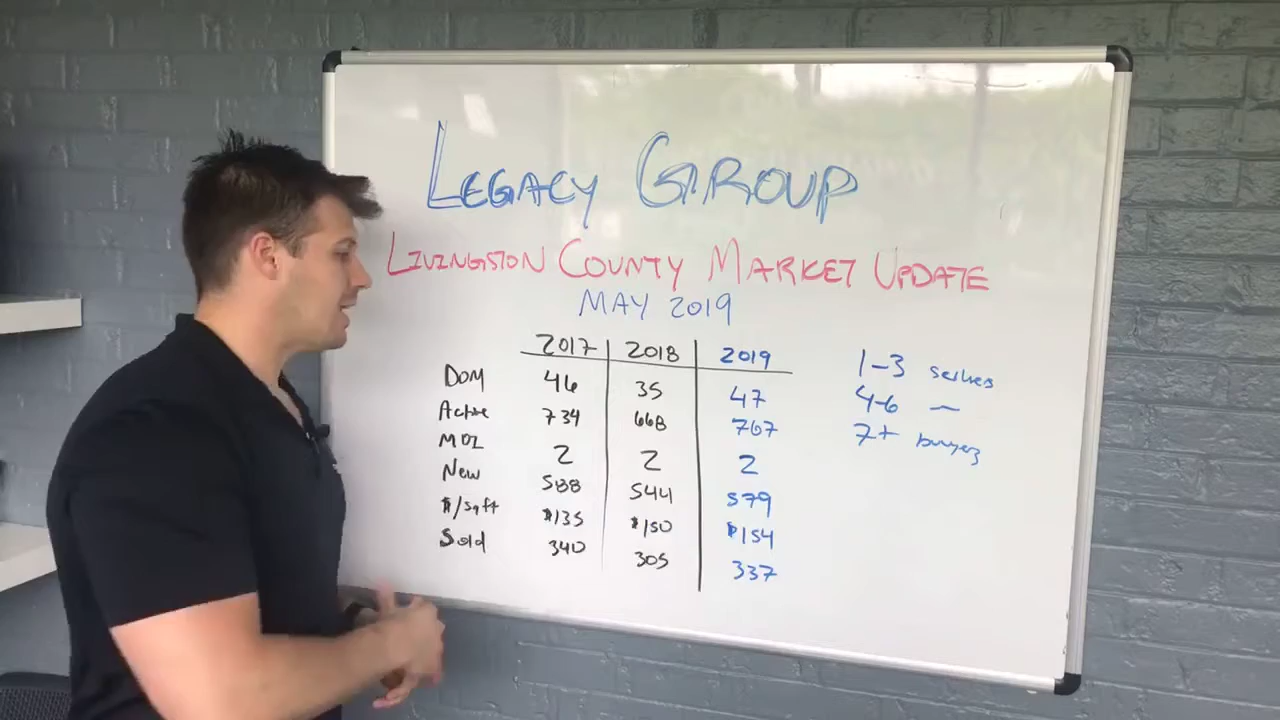 LEGACY GROUP
LIVINGSTON COUNTY MARKET UPDATE
MAY 2019
2017 2018 2019
DOM 46 35 47
Active 734 668 767
MOI 2 2 2
New 588 544 579
$/sqft $135 $150 $154
Sold 340 305 337
1-3 sellers
4-6 —
7+ buyers